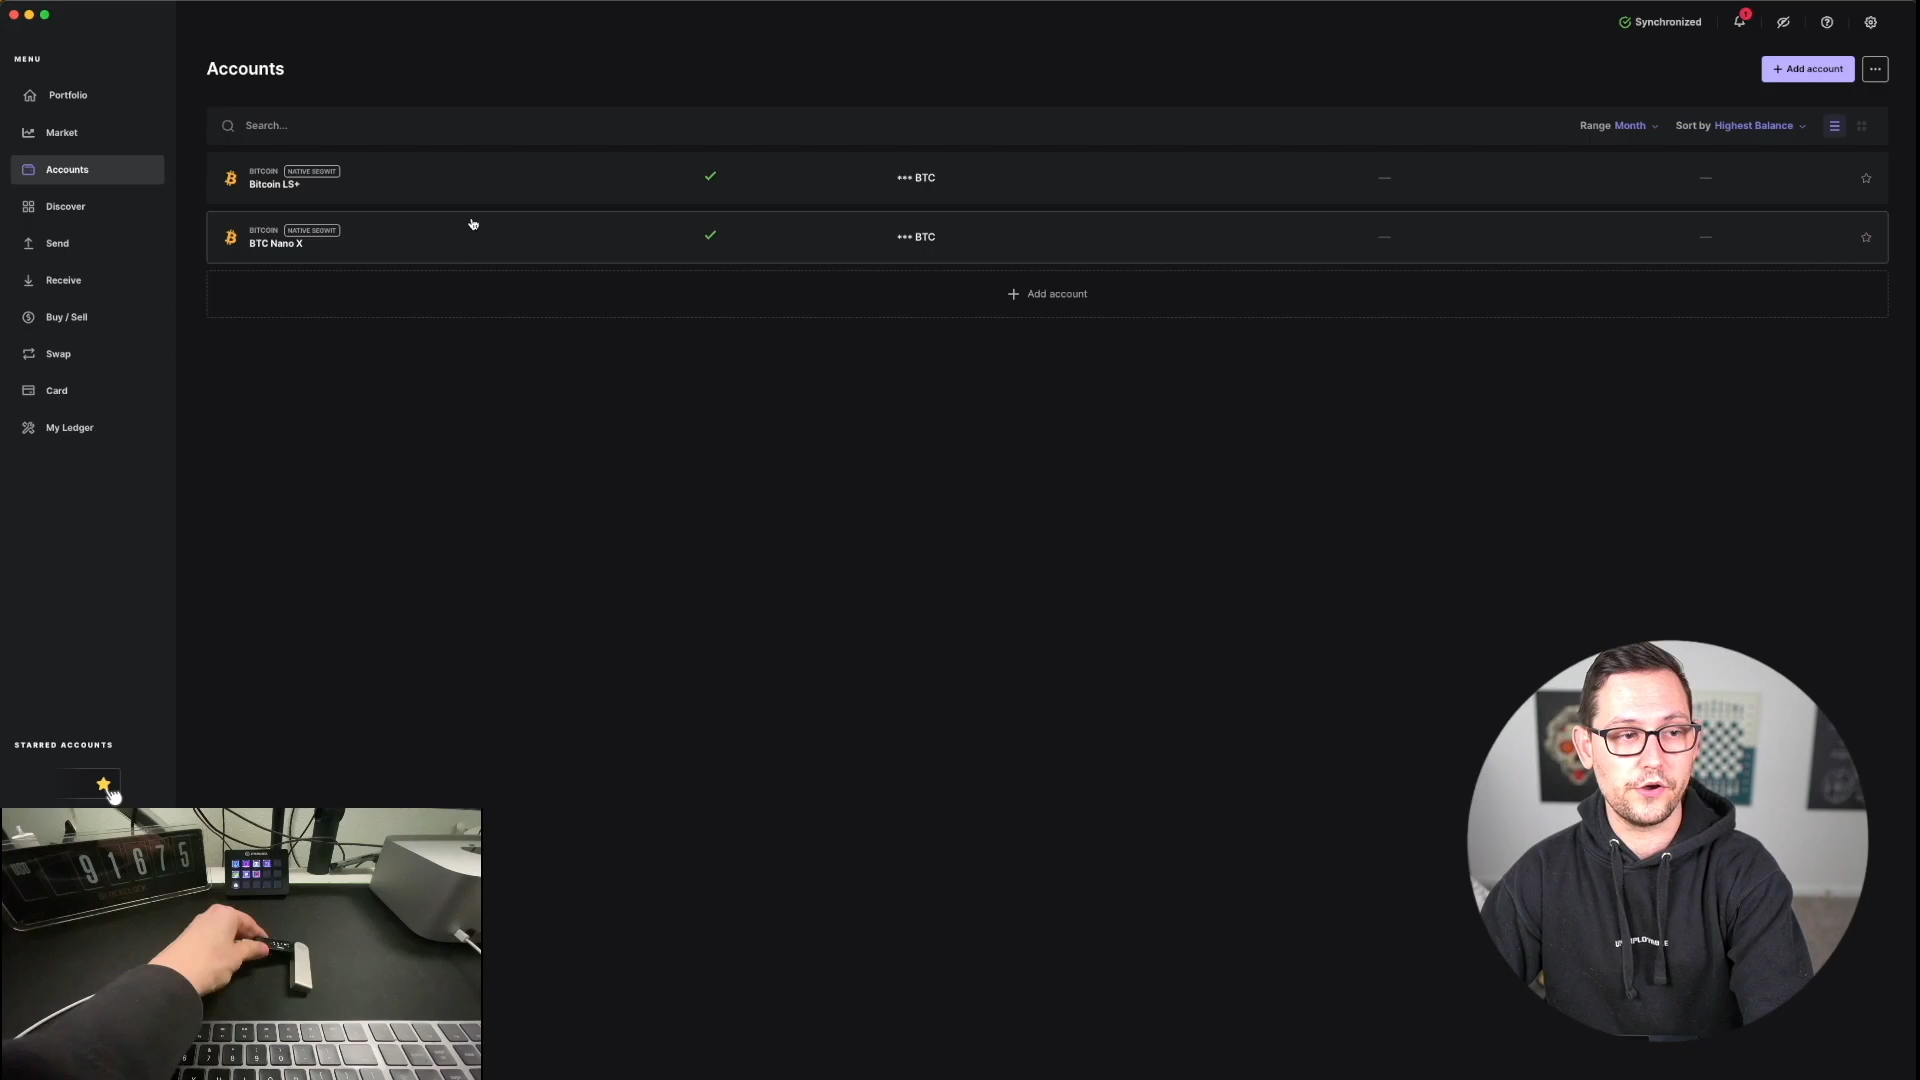 Synchronized
1
MENU
Portfolio
Market
Accounts
Discover
Send
Receive
Buy / Sell
Swap
Card
My Ledger
STARRED ACCOUNTS
Accounts
+ Add account
Search...
Range Month
Sort by Highest Balance
BITCOIN NATIVE SEGWIT
Bitcoin LS+
*** BTC
—
—
BITCOIN NATIVE SEGWIT
BTC Nano X
*** BTC
—
—
+ Add account
91675